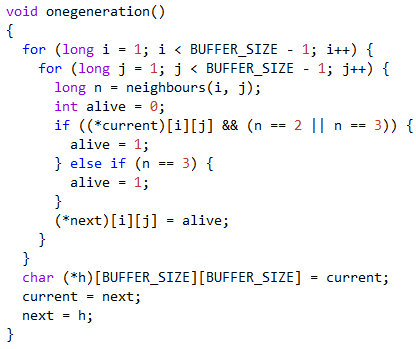 void onegeneration()
{
  for (long i = 1; i < BUFFER_SIZE - 1; i++) {
    for (long j = 1; j < BUFFER_SIZE - 1; j++) {
      long n = neighbours(i, j);
      int alive = 0;
      if ((*current)[i][j] && (n == 2 || n == 3)) {
        alive = 1;
      } else if (n == 3) {
        alive = 1;
      }
      (*next)[i][j] = alive;
    }
  }
  char (*h)[BUFFER_SIZE][BUFFER_SIZE] = current;
  current = next;
  next = h;
}